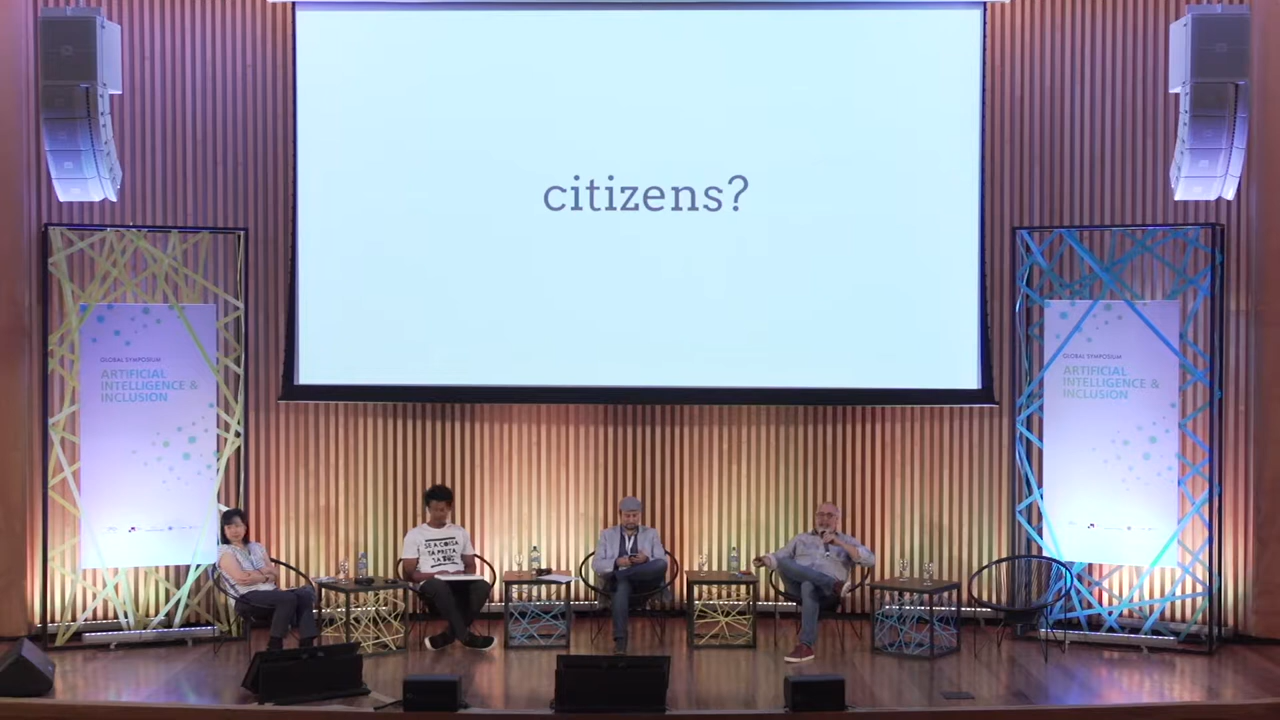 citizens?
GLOBAL SYMPOSIUM
ARTIFICIAL
INTELLIGENCE &
INCLUSION
GLOBAL SYMPOSIUM
ARTIFICIAL
INTELLIGENCE &
INCLUSION
SE A COISA
TÁ PRETA